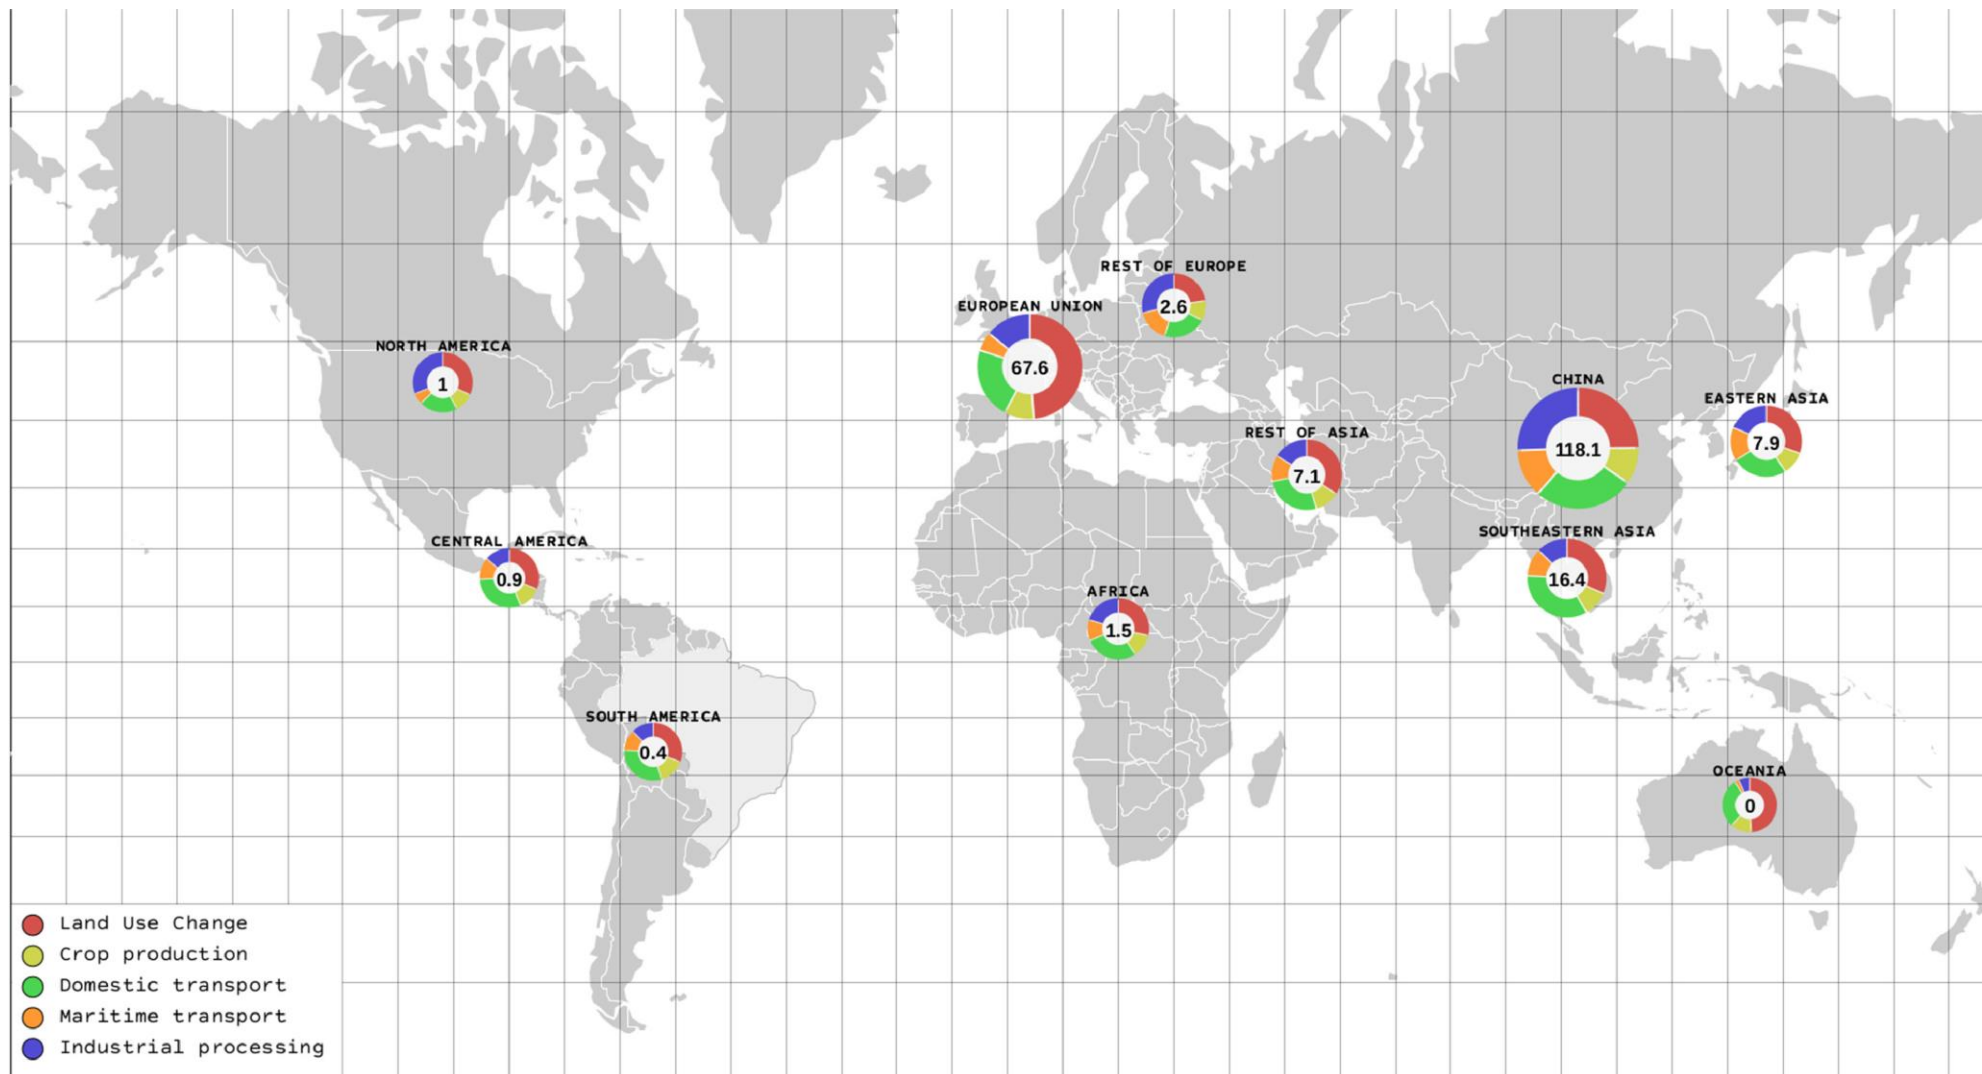 REST OF EUROPE
2.6
EUROPEAN UNION
67.6
NORTH AMERICA
1
CHINA
118.1
EASTERN ASIA
7.9
REST OF ASIA
7.1
SOUTHEASTERN ASIA
16.4
CENTRAL AMERICA
0.9
AFRICA
1.5
SOUTH AMERICA
0.4
OCEANIA
0
Land Use Change
Crop production
Domestic transport
Maritime transport
Industrial processing